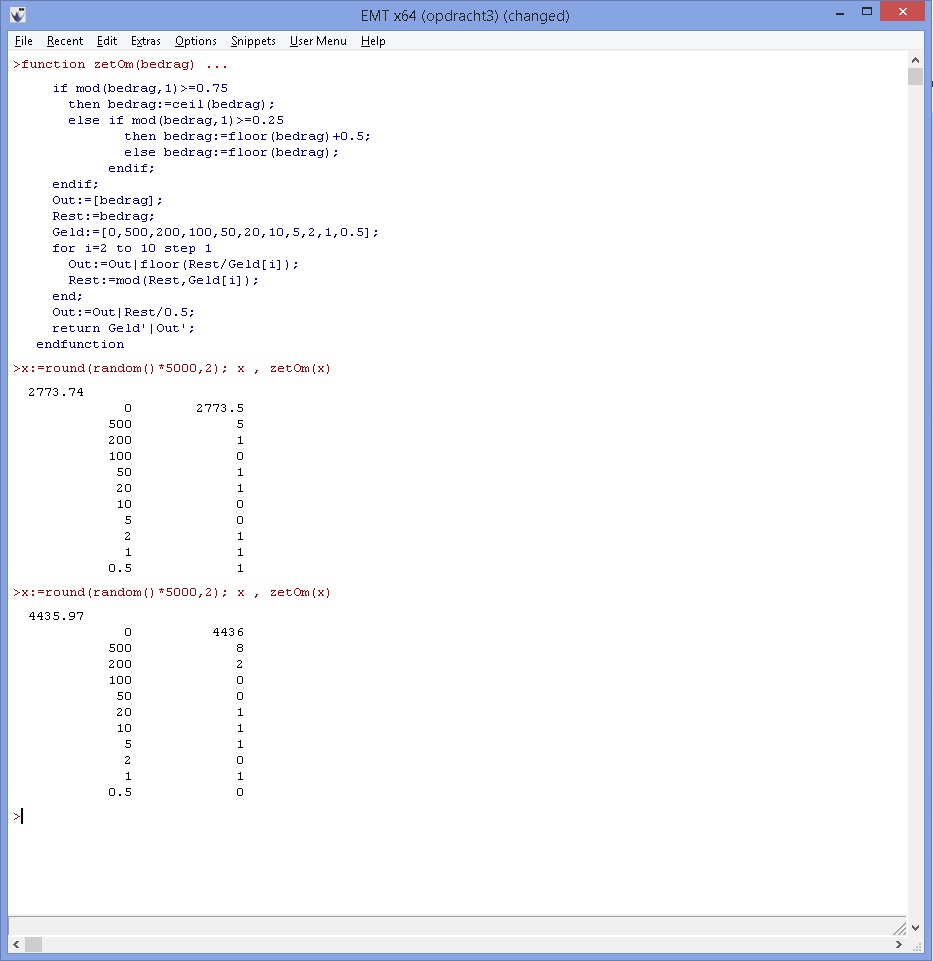 EMT x64 (opdracht3) (changed)
File Recent Edit Extras Options Snippets User Menu Help
>function zetOm(bedrag) ...
if mod(bedrag,1)>=0.75
then bedrag:=ceil(bedrag);
else if mod(bedrag,1)>=0.25
then bedrag:=floor(bedrag)+0.5;
else bedrag:=floor(bedrag);
endif;
endif;
Out:=[bedrag];
Rest:=bedrag;
Geld:=[0,500,200,100,50,20,10,5,2,1,0.5];
for i=2 to 10 step 1
Out:=Out|floor(Rest/Geld[i]);
Rest:=mod(Rest,Geld[i]);
end;
Out:=Out|Rest/0.5;
return Geld'|Out';
endfunction
>x:=round(random()*5000,2); x , zetOm(x)
2773.74
0 2773.5
500 5
200 1
100 0
50 1
20 1
10 0
5 0
2 1
1 1
0.5 1
>x:=round(random()*5000,2); x , zetOm(x)
4435.97
0 4436
500 8
200 2
100 0
50 0
20 1
10 1
5 1
2 0
1 1
0.5 0
>